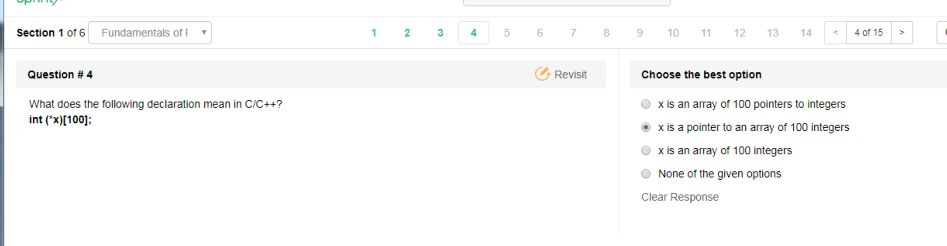 Section 1 of 6 Fundamentals of 1 2 3 4 5 6 7 8 9 10 11 12 13 14 < 4 of 15 >
Question # 4 Revisit
What does the following declaration mean in C/C++?
int (*x)[100];
Choose the best option
x is an array of 100 pointers to integers
x is a pointer to an array of 100 integers
x is an array of 100 integers
None of the given options
Clear Response